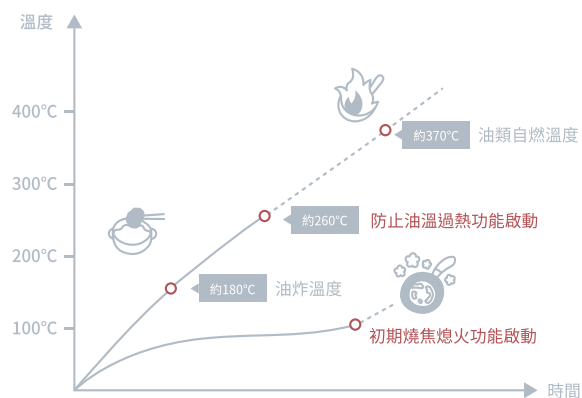 溫度
400℃
約370℃ 油類自燃溫度
300℃
約260℃ 防止油溫過熱功能啟動
200℃
約180℃ 油炸溫度
100℃
初期燒焦熄火功能啟動
時間